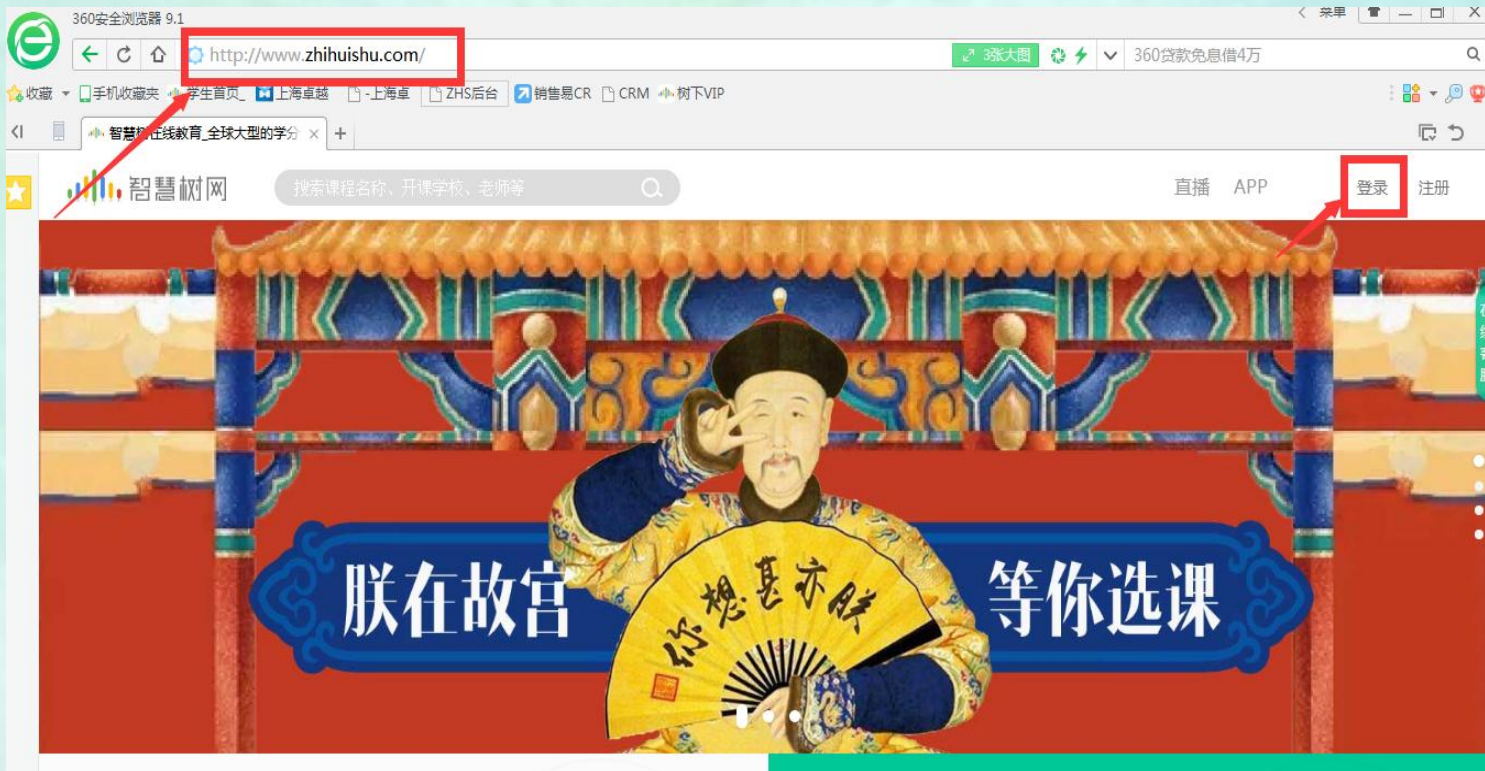 360安全浏览器 9.1
菜单
http://www.zhihuishu.com/
3张大图
360贷款免息借4万
收藏 手机收藏夹 学生首页_ 上海卓越 -上海卓 ZHS后台 销售易CR CRM 树下VIP
智慧树在线教育_全球大型的学分
智慧树网
搜索课程名称、开课学校、老师等
直播 APP 登录 注册
朕在故宫
等你选课
朕亦甚想你